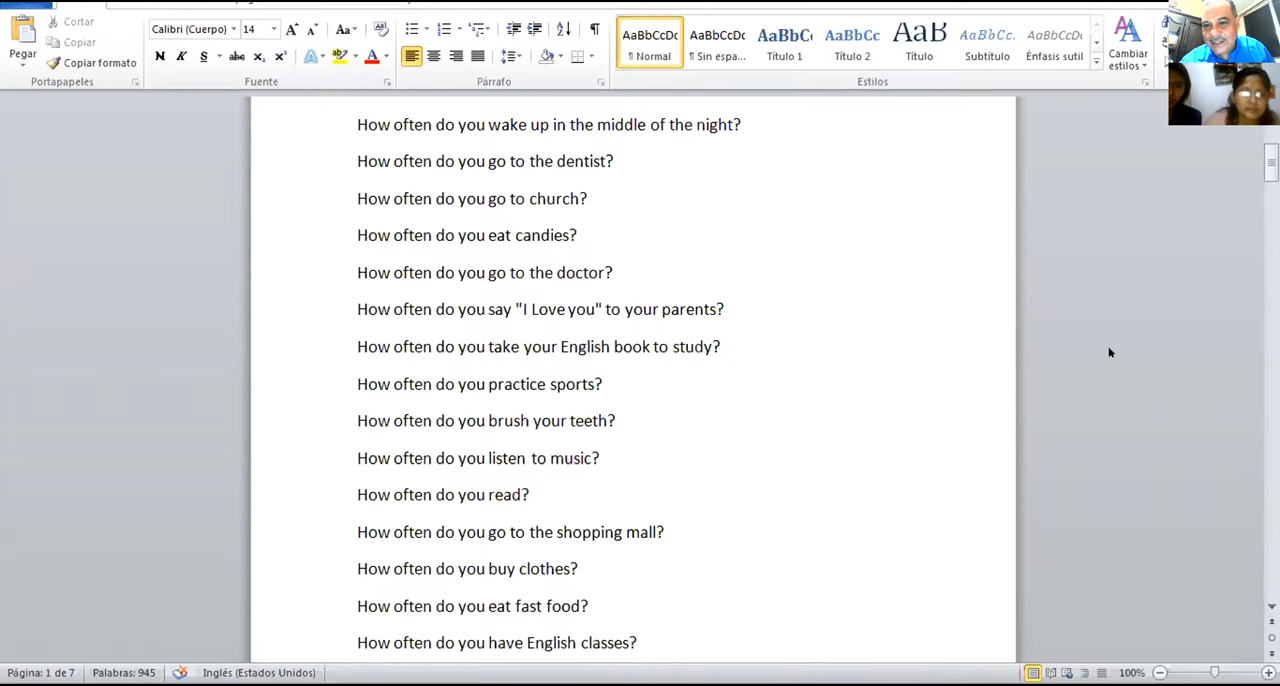 Pegar
Cortar
Copiar
Copiar formato
Portapapeles
Calibri (Cuerpo) 14
N K S abc x₂ x²
Fuente
Párrafo
AaBbCcDc AaBbCcDc AaBbC AaBbCc AaB AaBbCc. AaBbCcDc
¶ Normal ¶ Sin espa... Título 1 Título 2 Título Subtítulo Énfasis sutil
Cambiar
estilos
Estilos
How often do you wake up in the middle of the night?
How often do you go to the dentist?
How often do you go to church?
How often do you eat candies?
How often do you go to the doctor?
How often do you say "I Love you" to your parents?
How often do you take your English book to study?
How often do you practice sports?
How often do you brush your teeth?
How often do you listen to music?
How often do you read?
How often do you go to the shopping mall?
How often do you buy clothes?
How often do you eat fast food?
How often do you have English classes?
Página: 1 de 7 Palabras: 945 Inglés (Estados Unidos) 100%